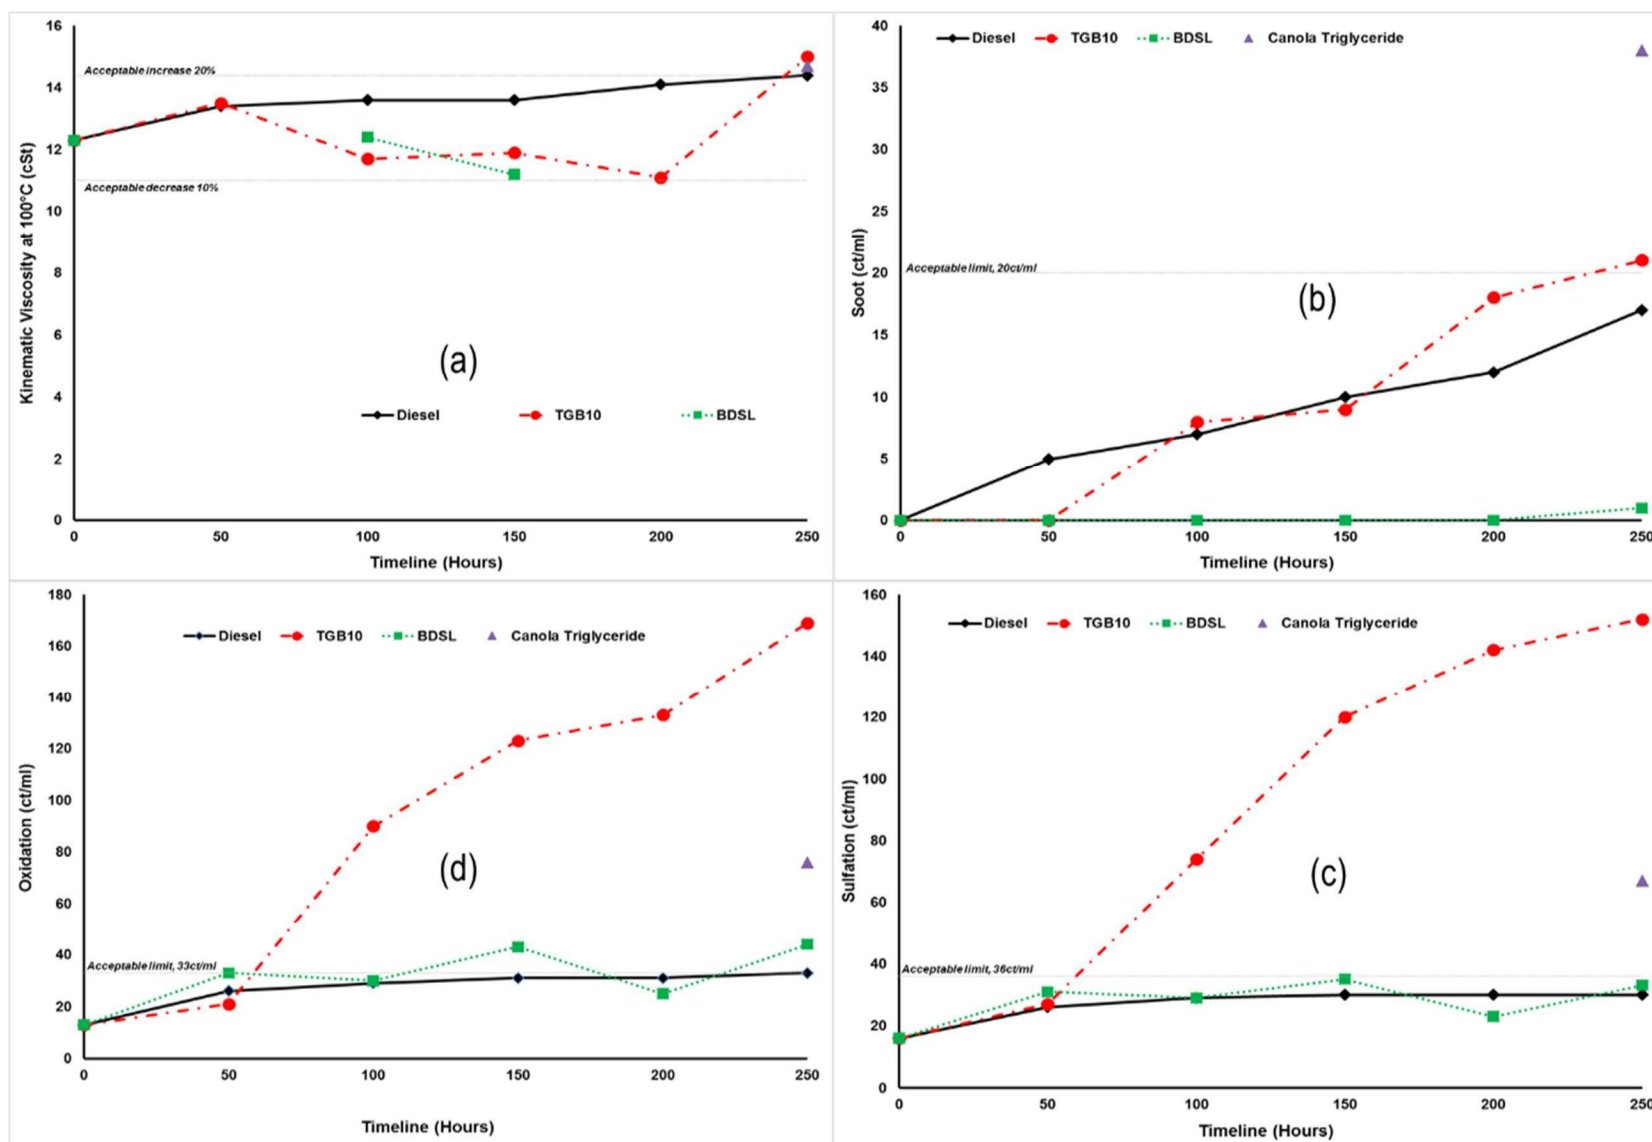 16
14
12
10
8
6
4
2
0
Kinematic Viscosity at 100°C (cSt)
Acceptable increase 20%
Acceptable decrease 10%
(a)
Diesel TGB10 BDSL
0 50 100 150 200 250
Timeline (Hours)
40
35
30
25
20
15
10
5
0
Soot (ct/ml)
Diesel TGB10 BDSL Canola Triglyceride
Acceptable limit, 20ct/ml
(b)
0 50 100 150 200 250
Timeline (Hours)
180
160
140
120
100
80
60
40
20
0
Oxidation (ct/ml)
Diesel TGB10 BDSL Canola Triglyceride
(d)
Acceptable limit, 33ct/ml
0 50 100 150 200 250
Timeline (Hours)
160
140
120
100
80
60
40
20
0
Sulfation (ct/ml)
Diesel TGB10 BDSL Canola Triglyceride
(c)
Acceptable limit, 36ct/ml
0 50 100 150 200 250
Timeline (Hours)